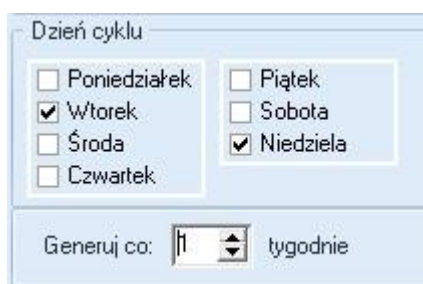 Dzień cyklu
Poniedziałek
Wtorek
Środa
Czwartek
Piątek
Sobota
Niedziela
Generuj co: 1 tygodnie